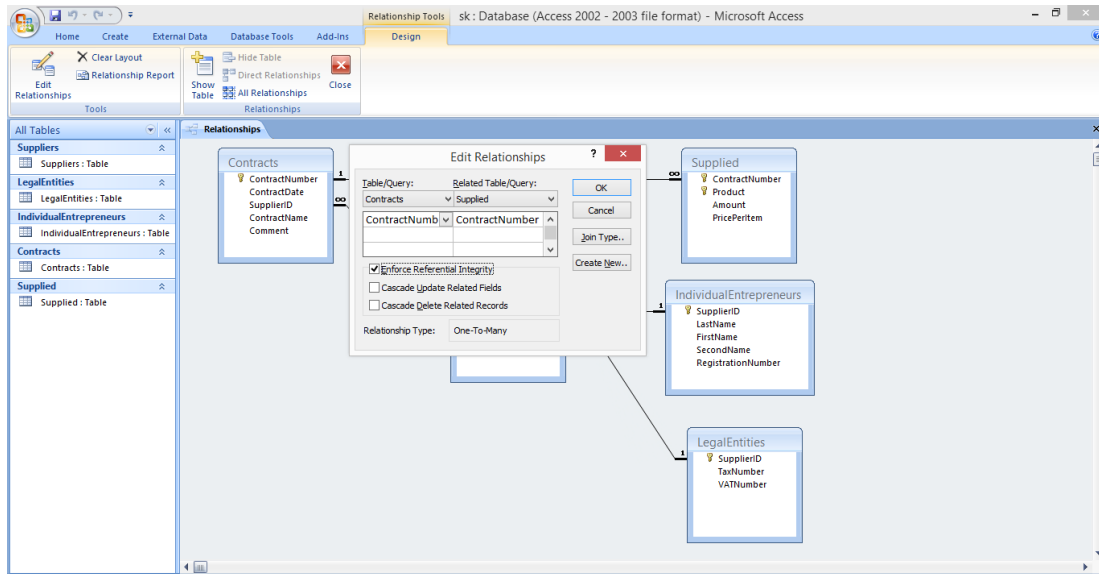 Relationship Tools
sk : Database (Access 2002 - 2003 file format) - Microsoft Access
Home
Create
External Data
Database Tools
Add-Ins
Design
Edit
Relationships
Clear Layout
Relationship Report
Tools
Show
Table
Hide Table
Direct Relationships
All Relationships
Close
Relationships
All Tables
Suppliers
Suppliers : Table
LegalEntities
LegalEntities : Table
IndividualEntrepreneurs
IndividualEntrepreneurs : Table
Contracts
Contracts : Table
Supplied
Supplied : Table
Relationships
Contracts
ContractNumber
ContractDate
SupplierID
ContractName
Comment
1
∞
Edit Relationships
?
Table/Query:
Related Table/Query:
Contracts
Supplied
ContractNumb
ContractNumber
Enforce Referential Integrity
Cascade Update Related Fields
Cascade Delete Related Records
Relationship Type:
One-To-Many
OK
Cancel
Join Type..
Create New..
∞
Supplied
ContractNumber
Product
Amount
PricePerItem
1
IndividualEntrepreneurs
SupplierID
LastName
FirstName
SecondName
RegistrationNumber
1
LegalEntities
SupplierID
TaxNumber
VATNumber